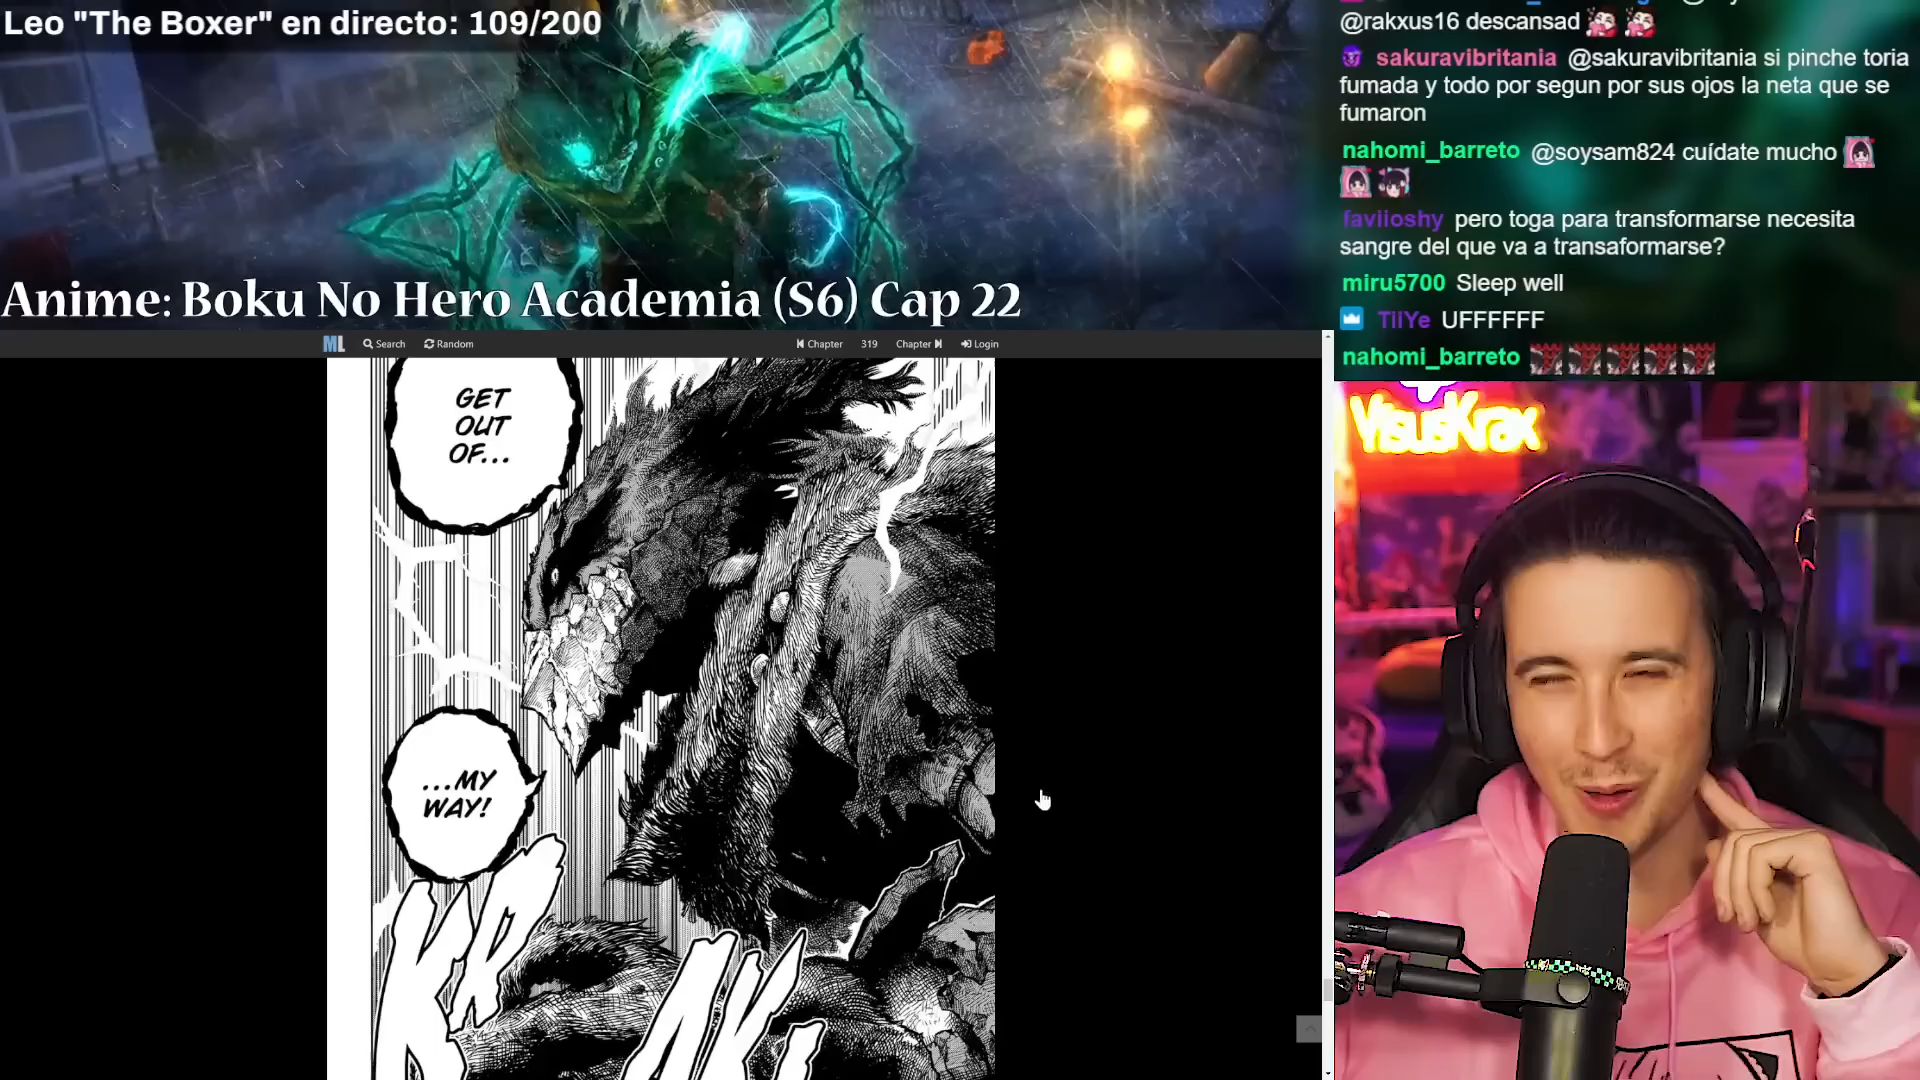 Leo "The Boxer" en directo: 109/200
Anime: Boku No Hero Academia (S6) Cap 22
ML Search Random Chapter 319 Chapter Login
GET
OUT
OF...
...MY
WAY!
@rakxus16 descansad
sakuravibritania @sakuravibritania si pinche toria
fumada y todo por segun por sus ojos la neta que se
fumaron
nahomi_barreto @soysam824 cuídate mucho
favlioshy pero toga para transformarse necesita
sangre del que va a transaformarse?
miru5700 Sleep well
TilYe UFFFFFF
nahomi_barreto
VisusKrax